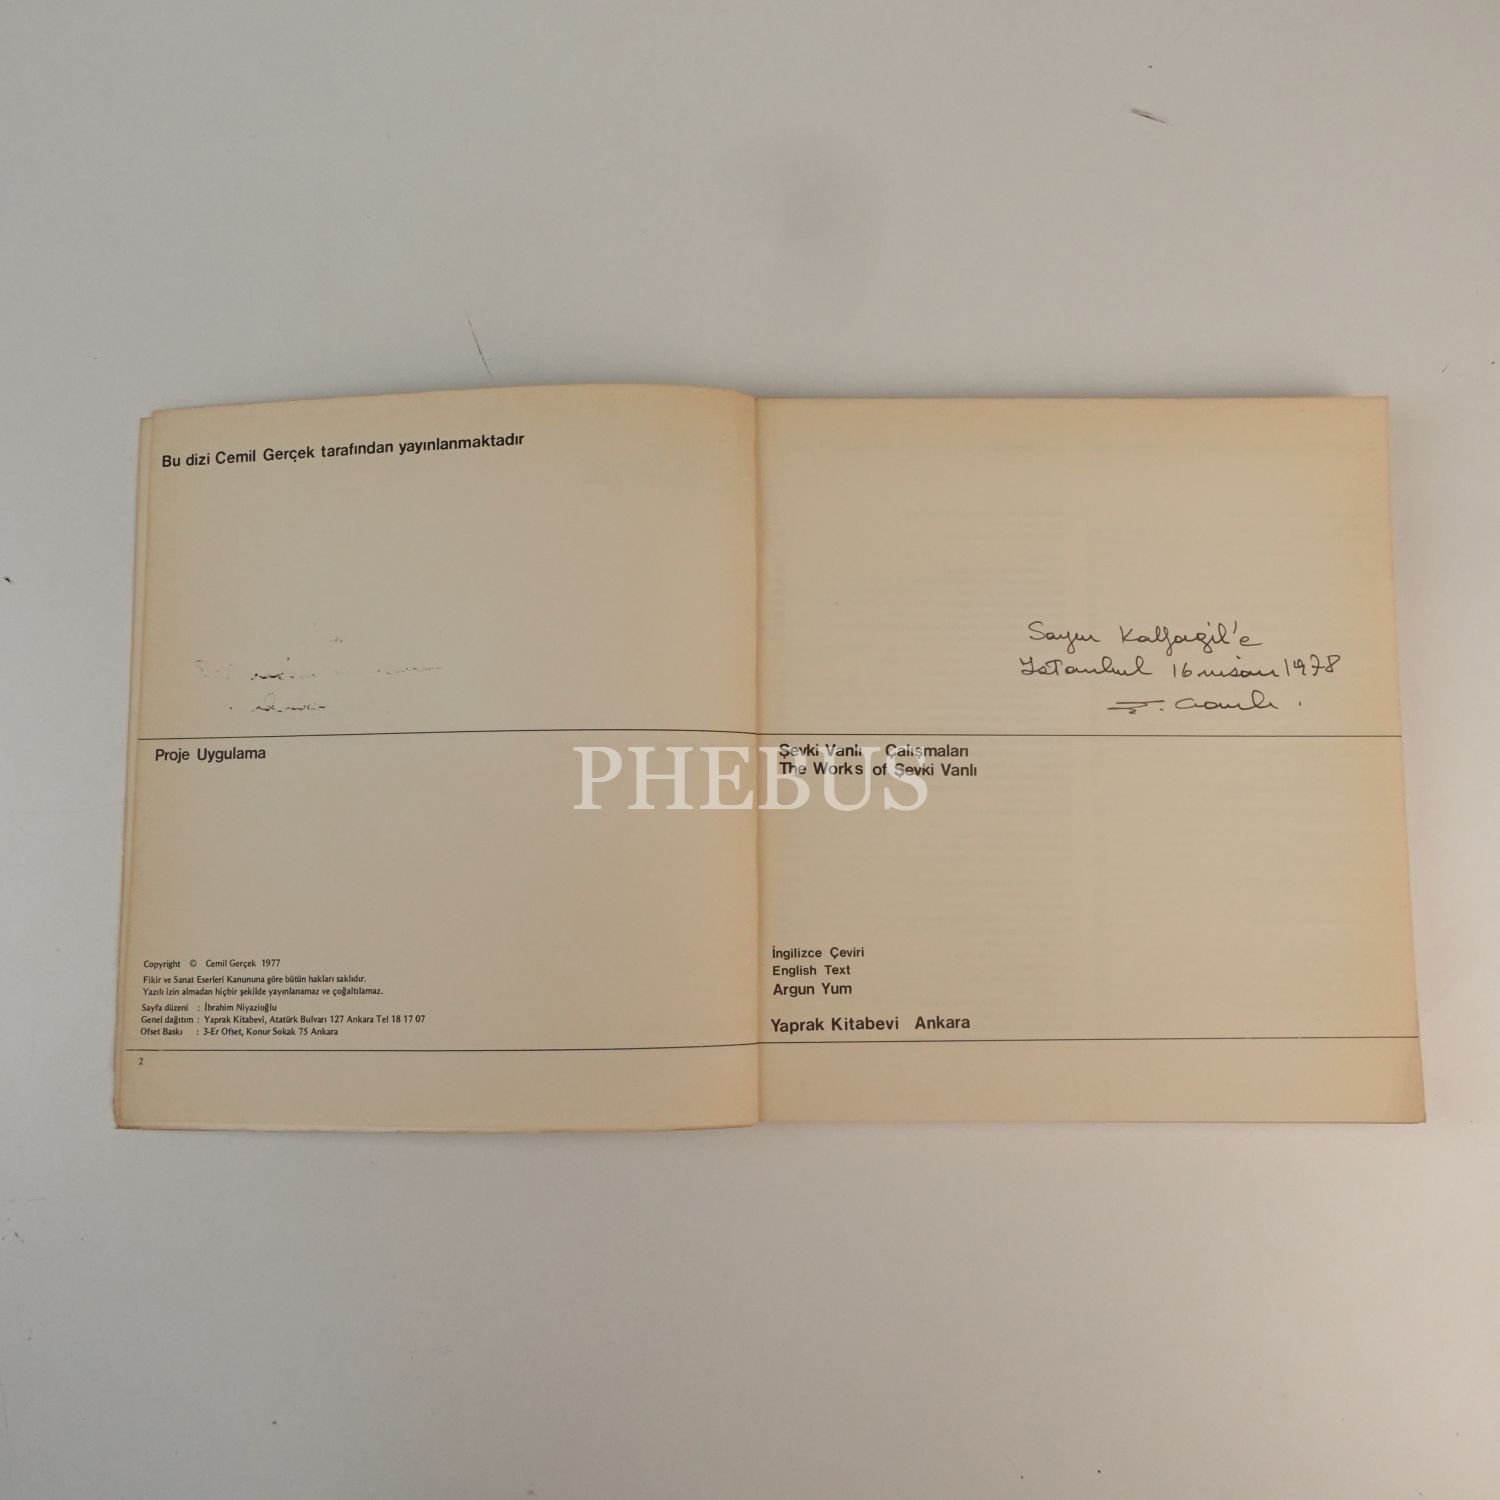 Bu dizi Cemil Gerçek tarafından yayınlanmaktadır
Proje Uygulama
Copyright © Cemil Gerçek 1977
Fikir ve Sanat Eserleri Kanununa göre bütün hakları saklıdır.
Yazılı izin almadan hiçbir şekilde yayınlanamaz ve çoğaltılamaz.
Sayfa düzeni : İbrahim Niyazioğlu
Genel dağıtım : Yaprak Kitabevi, Atatürk Bulvarı 127 Ankara Tel 18 17 07
Ofset Baskı : 3-Er Ofset, Konur Sokak 75 Ankara
2
Sayın Kalfagil'e
Istanbul 16 nisan 1978
Ş. Vanlı
Şevki Vanlı Çalışmaları
The Works of Şevki Vanlı
PHEBUS
İngilizce Çeviri
English Text
Argun Yum
Yaprak Kitabevi Ankara